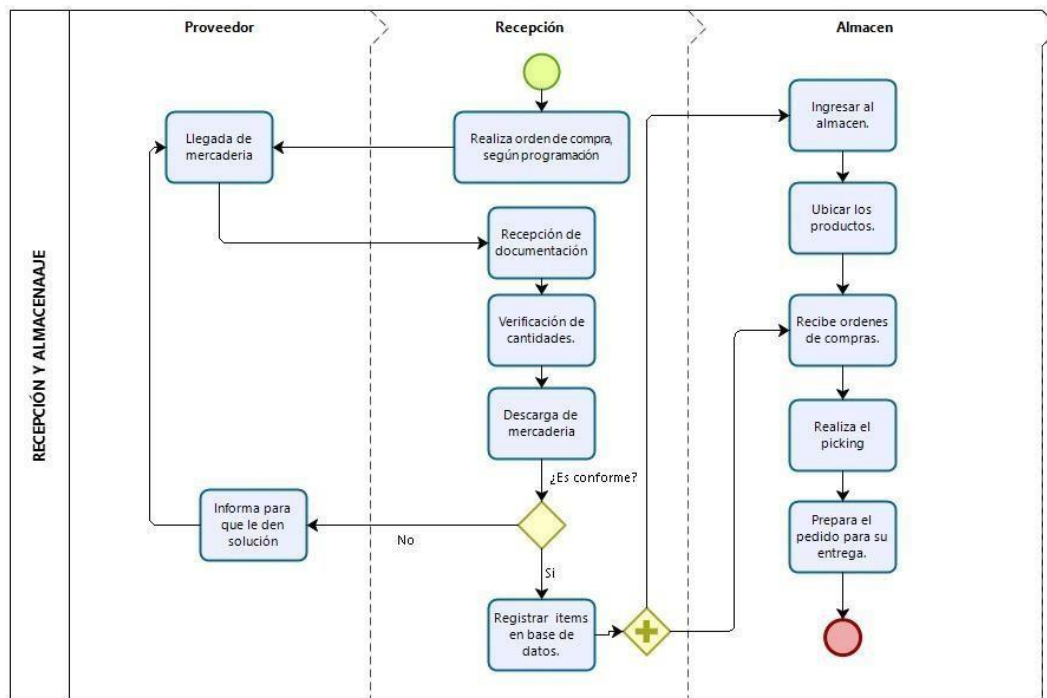 RECEPCIÓN Y ALMACENAAJE
Proveedor
Recepción
Almacen
Llegada de
mercaderia
Realiza orden de compra,
según programación
Ingresar al
almacen.
Ubicar los
productos.
Recepción de
documentación
Verificación de
cantidades.
Recibe ordenes
de compras.
Descarga de
mercaderia
Realiza el
picking
¿Es conforme?
Informa para
que le den
solución
No
Si
Prepara el
pedido para su
entrega.
Registrar items
en base de
datos.